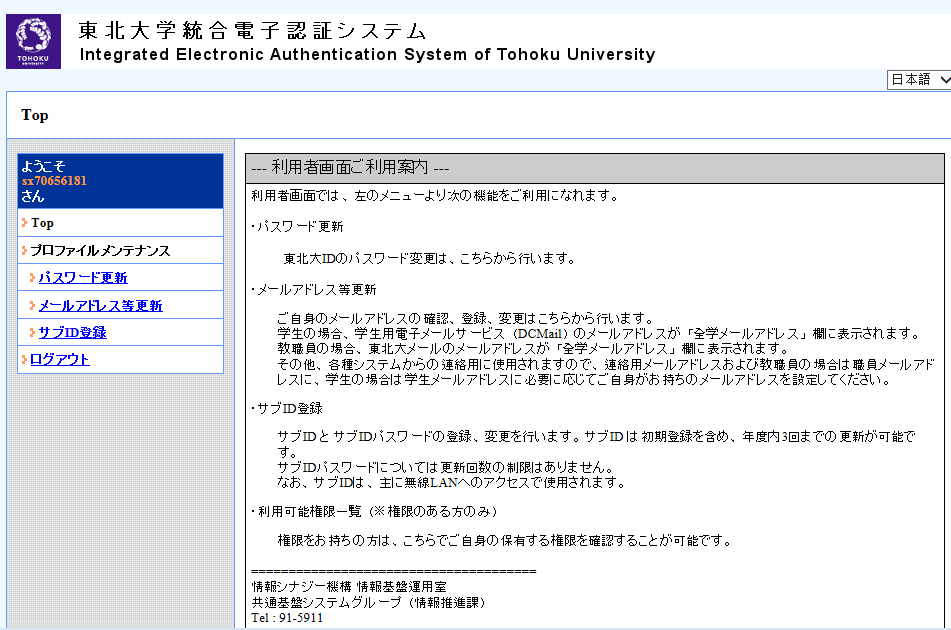 TOHOKU
UNIVERSITY
東北大学統合電子認証システム
Integrated Electronic Authentication System of Tohoku University
日本語
Top
ようこそ
sx70656181
さん
Top
プロファイルメンテナンス
パスワード更新
メールアドレス等更新
サブID登録
ログアウト
--- 利用者画面ご利用案内 ---
利用者画面では、左のメニューより次の機能をご利用になれます。
・パスワード更新
東北大IDのパスワード変更は、こちらから行います。
・メールアドレス等更新
ご自身のメールアドレスの確認、登録、変更はこちらから行います。
学生の場合、学生用電子メールサービス（DCMail）のメールアドレスが「全学メールアドレス」欄に表示されます。
教職員の場合、東北大メールのメールアドレスが「全学メールアドレス」欄に表示されます。
その他、各種システムからの連絡用に使用されますので、連絡用メールアドレスおよび教職員の場合は職員メールアド
レスに、学生の場合は学生メールアドレスに必要に応じてご自身がお持ちのメールアドレスを設定してください。
・サブID登録
サブIDとサブIDパスワードの登録、変更を行います。サブIDは初期登録を含め、年度内3回までの更新が可能で
す。
サブIDパスワードについては更新回数の制限はありません。
なお、サブIDは、主に無線LANへのアクセスで使用されます。
・利用可能権限一覧（※権限のある方のみ）
権限をお持ちの方は、こちらでご自身の保有する権限を確認することが可能です。
======================================
情報シナジー機構 情報基盤運用室
共通基盤システムグループ（情報推進課）
Tel : 91-5911